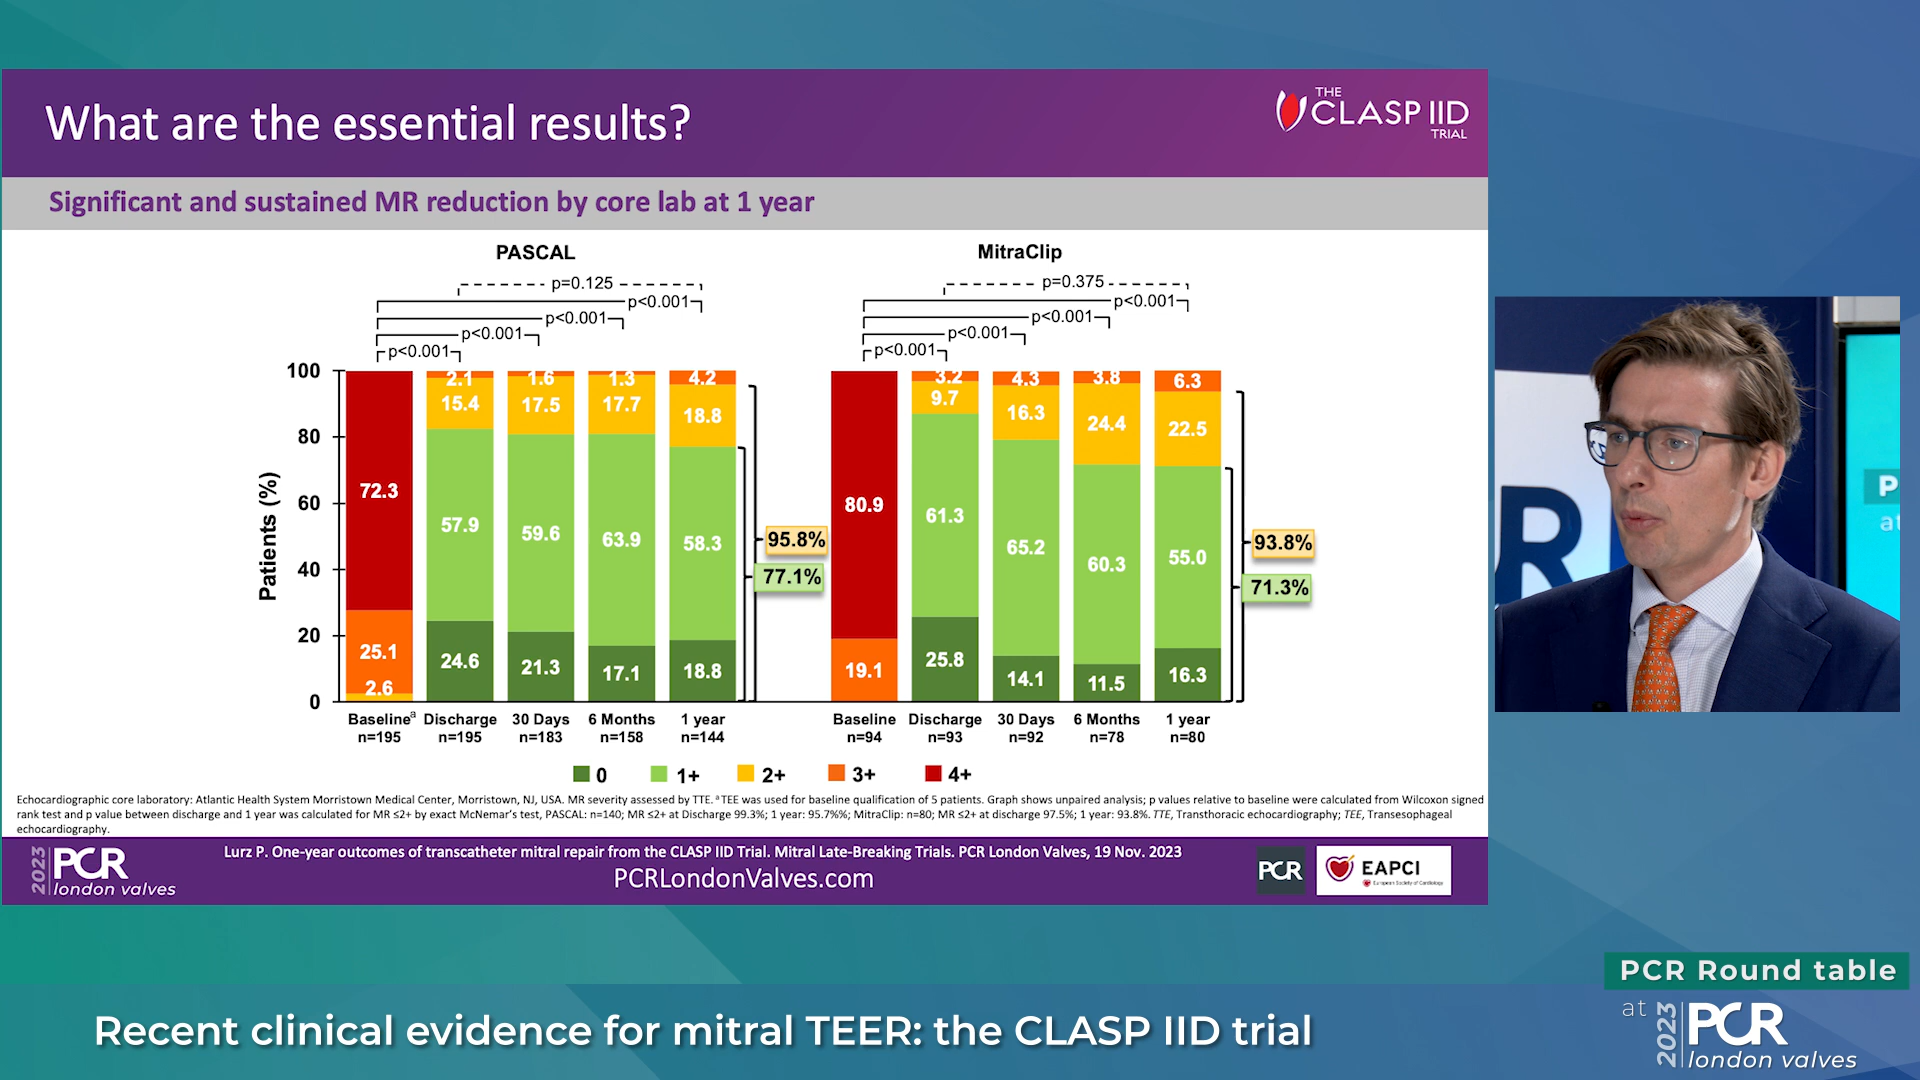 What are the essential results?
THE
CLASP IID
TRIAL
Significant and sustained MR reduction by core lab at 1 year
PASCAL
MitraClip
p=0.125
p<0.001
p<0.001
p<0.001
p<0.001
p=0.375
p<0.001
p<0.001
p<0.001
p<0.001
Patients (%)
100
80
60
40
20
0
72.3
25.1
2.6
2.1
15.4
57.9
24.6
1.6
17.5
59.6
21.3
1.3
17.7
63.9
17.1
4.2
18.8
58.3
18.8
95.8%
77.1%
80.9
19.1
3.2
9.7
61.3
25.8
4.3
16.3
65.2
14.1
3.8
24.4
60.3
11.5
6.3
22.5
55.0
16.3
93.8%
71.3%
Baselineᵃ Discharge 30 Days 6 Months 1 year
n=195 n=195 n=183 n=158 n=144
Baseline Discharge 30 Days 6 Months 1 year
n=94 n=93 n=92 n=78 n=80
0 1+ 2+ 3+ 4+
Echocardiographic core laboratory: Atlantic Health System Morristown Medical Center, Morristown, NJ, USA. MR severity assessed by TTE. ᵃ TEE was used for baseline qualification of 5 patients. Graph shows unpaired analysis; p values relative to baseline were calculated from Wilcoxon signed
rank test and p value between discharge and 1 year was calculated for MR ≤2+ by exact McNemar's test, PASCAL: n=140; MR ≤2+ at Discharge 99.3%; 1 year: 95.7%%; MitraClip: n=80; MR ≤2+ at discharge 97.5%; 1 year: 93.8%. TTE, Transthoracic echocardiography; TEE, Transesophageal
echocardiography.
2023 PCR
london valves
Lurz P. One-year outcomes of transcatheter mitral repair from the CLASP IID Trial. Mitral Late-Breaking Trials. PCR London Valves, 19 Nov. 2023
PCRLondonValves.com
PCR
EAPCI
European Society of Cardiology
R
P
at
PCR Round table
at 2023 PCR
london valves
Recent clinical evidence for mitral TEER: the CLASP IID trial